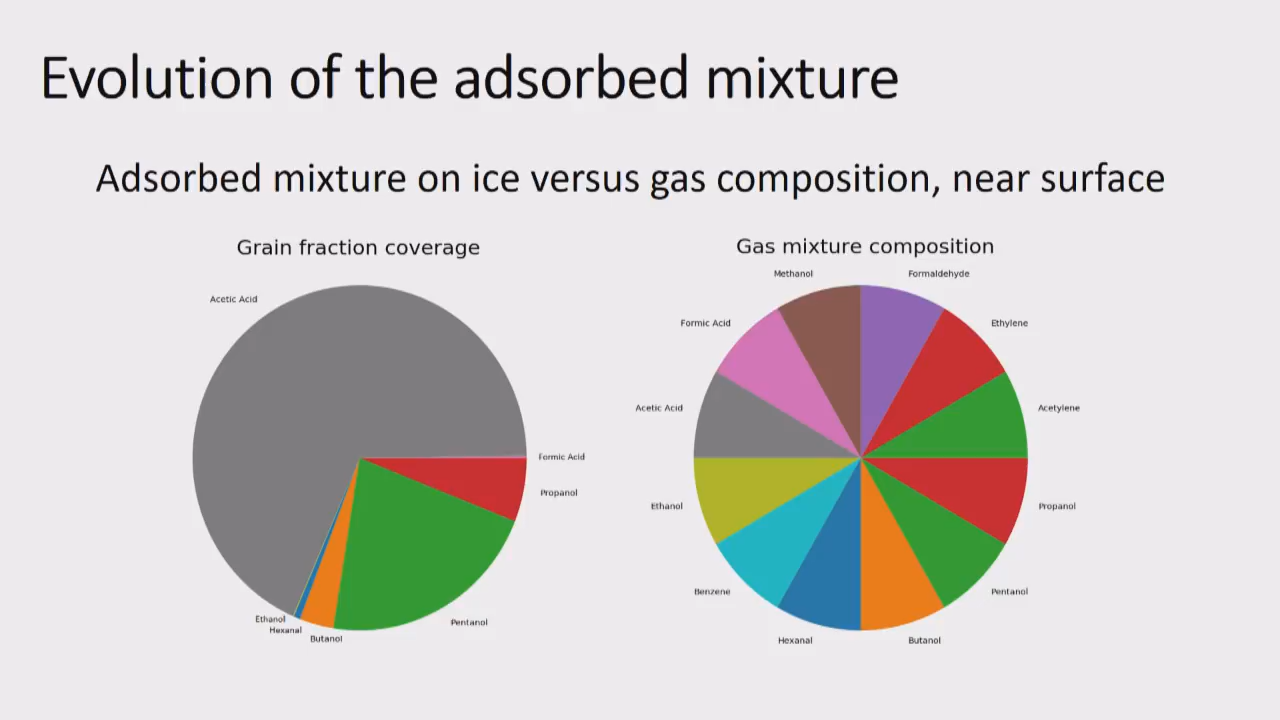 Evolution of the adsorbed mixture
Adsorbed mixture on ice versus gas composition, near surface
Grain fraction coverage
Acetic Acid
Formic Acid
Propanol
Ethanol
Hexanal
Butanol
Pentanol
Gas mixture composition
Methanol
Formaldehyde
Formic Acid
Ethylene
Acetic Acid
Acetylene
Ethanol
Propanol
Benzene
Pentanol
Hexanal
Butanol